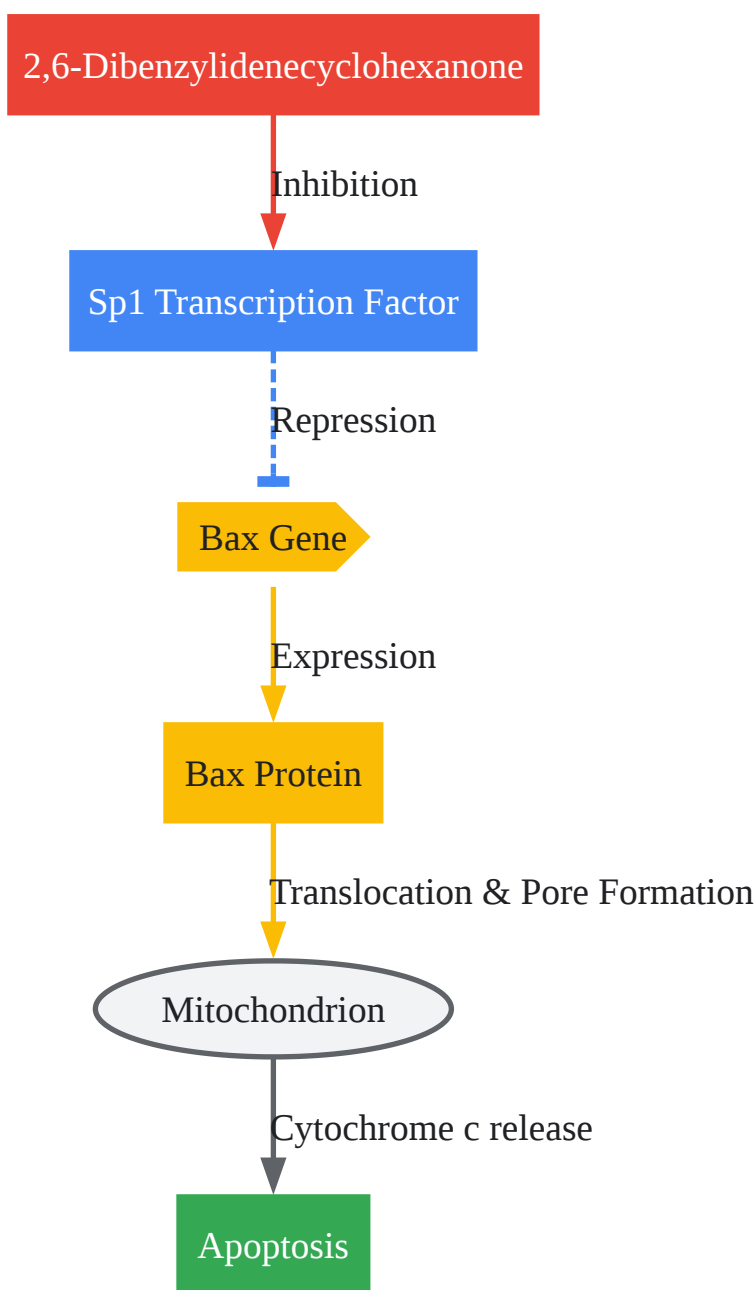 2,6-Dibenzylidenecyclohexanone
Inhibition
Sp1 Transcription Factor
Repression
Bax Gene
Expression
Bax Protein
Translocation & Pore Formation
Mitochondrion
Cytochrome c release
Apoptosis